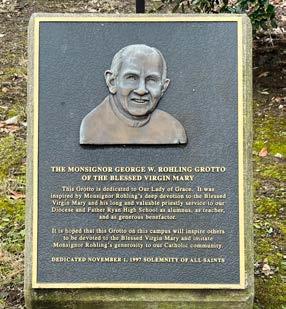 THE MONSIGNOR GEORGE W. ROHLING GROTTO
OF THE BLESSED VIRGIN MARY
This Grotto is dedicated to Our Lady of Grace. It was
inspired by Monsignor Rohling's deep devotion to the Blessed
Virgin Mary and his long and valuable priestly service to our
Diocese and Father Ryan High School as alumnus, as teacher,
and as generous benefactor.
It is hoped that this Grotto on this campus will inspire others
to be devoted to the Blessed Virgin Mary and imitate
Monsignor Rohling's generosity to our Catholic community.
DEDICATED NOVEMBER 1, 1997 SOLEMNITY OF ALL SAINTS